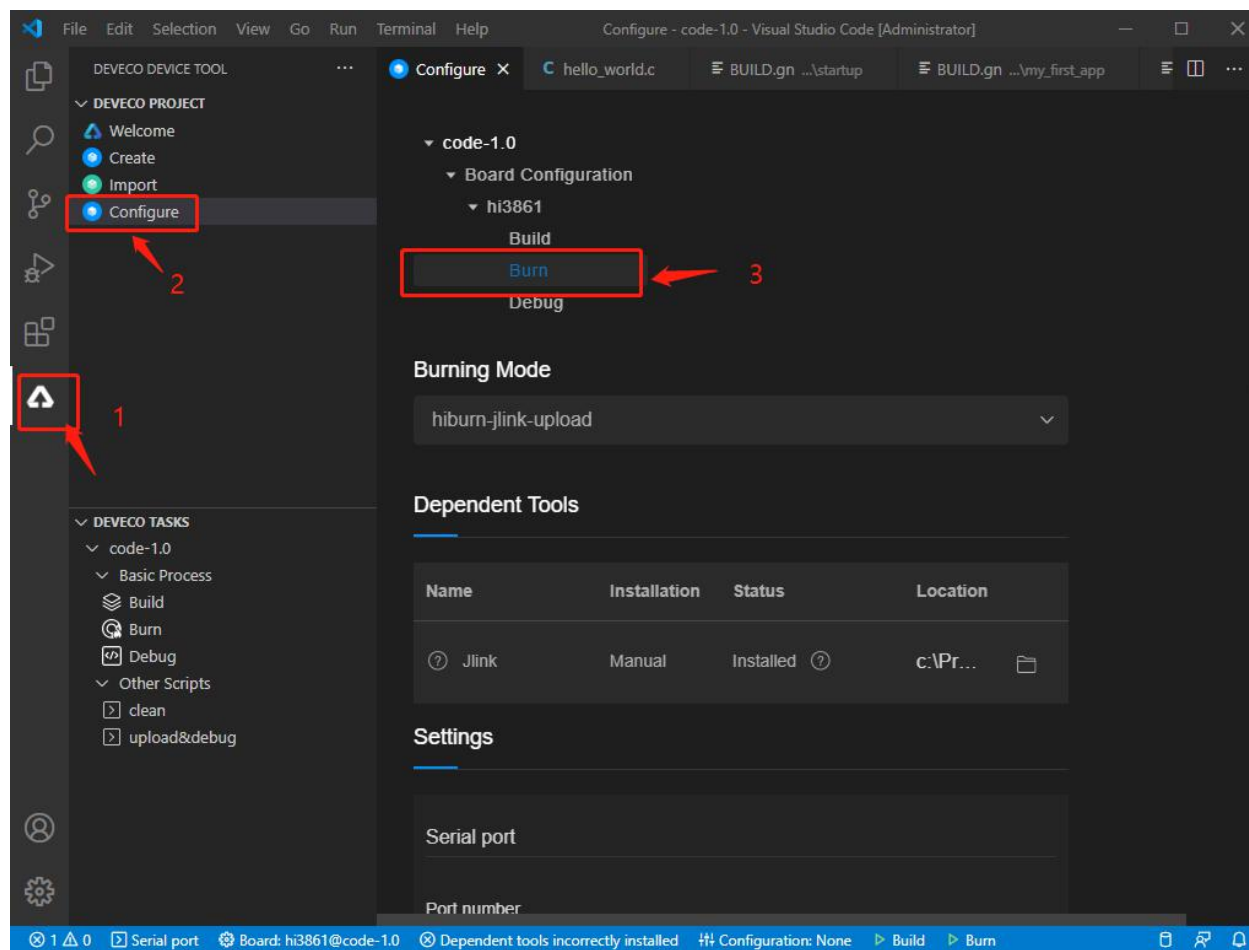 File Edit Selection View Go Run Terminal Help Configure - code-1.0 - Visual Studio Code [Administrator]
DEVECO DEVICE TOOL ...
Configure
hello_world.c
BUILD.gn ...\startup
BUILD.gn ...\my_first_app
DEVECO PROJECT
Welcome
Create
Import
Configure
2
1
code-1.0
Board Configuration
hi3861
Build
Burn
3
Debug
Burning Mode
hiburn-jlink-upload
Dependent Tools
Name Installation Status Location
Jlink Manual Installed c:\Pr...
Settings
Serial port
Port number
DEVECO TASKS
code-1.0
Basic Process
Build
Burn
Debug
Other Scripts
clean
upload&debug
1 0 Serial port Board: hi3861@code-1.0 Dependent tools incorrectly installed Configuration: None Build Burn